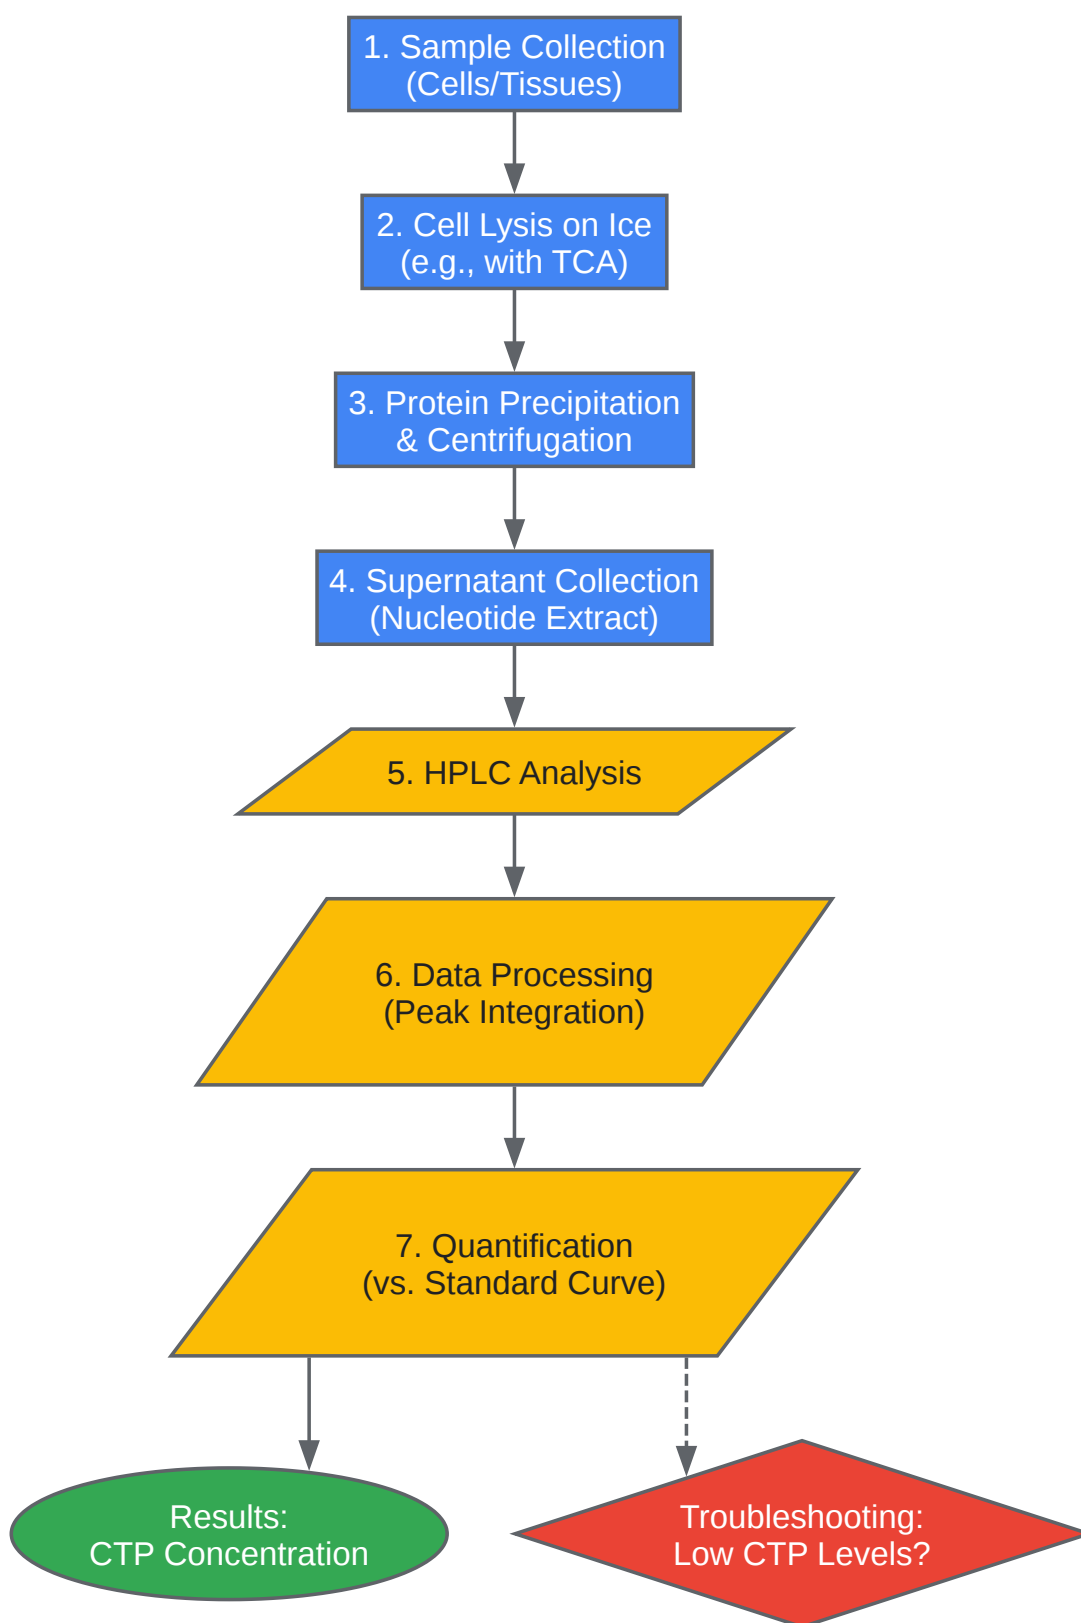 1. Sample Collection
(Cells/Tissues)
2. Cell Lysis on Ice
(e.g., with TCA)
3. Protein Precipitation
& Centrifugation
4. Supernatant Collection
(Nucleotide Extract)
5. HPLC Analysis
6. Data Processing
(Peak Integration)
7. Quantification
(vs. Standard Curve)
Results:
CTP Concentration
Troubleshooting:
Low CTP Levels?